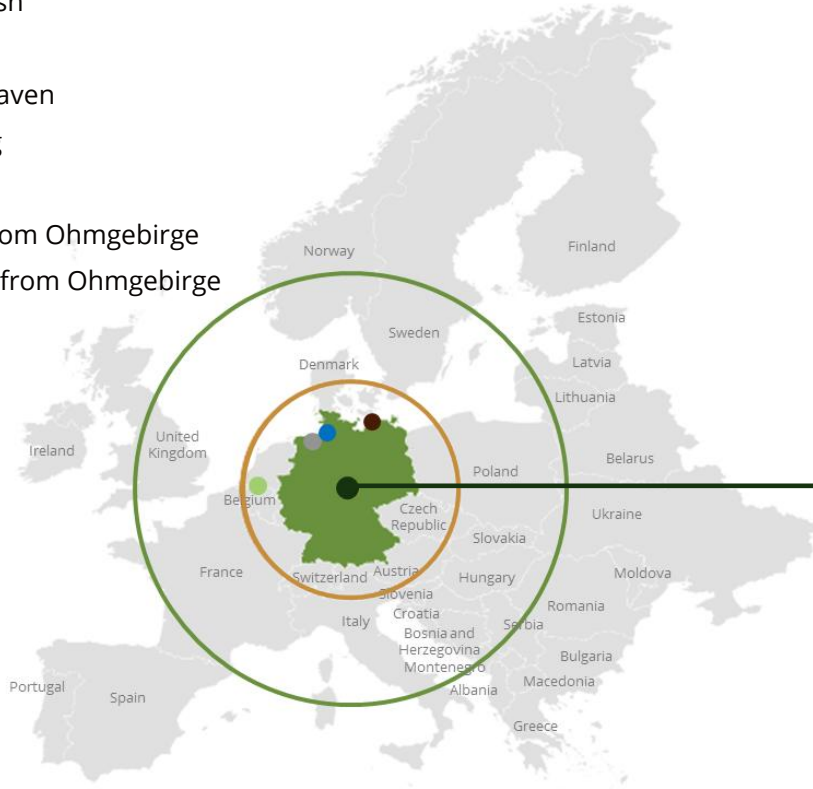 sh
aven
g
om Ohmgebirge
from Ohmgebirge
Norway
Finland
Sweden
Estonia
Latvia
Denmark
Lithuania
Ireland
United
Kingdom
Belarus
Poland
Belgium
Czech
Republic
Ukraine
Slovakia
France
Switzerland
Austria
Hungary
Moldova
Slovenia
Croatia
Romania
Italy
Serbia
Bosnia and
Herzegovina
Montenegro
Bulgaria
Macedonia
Albania
Portugal
Spain
Greece